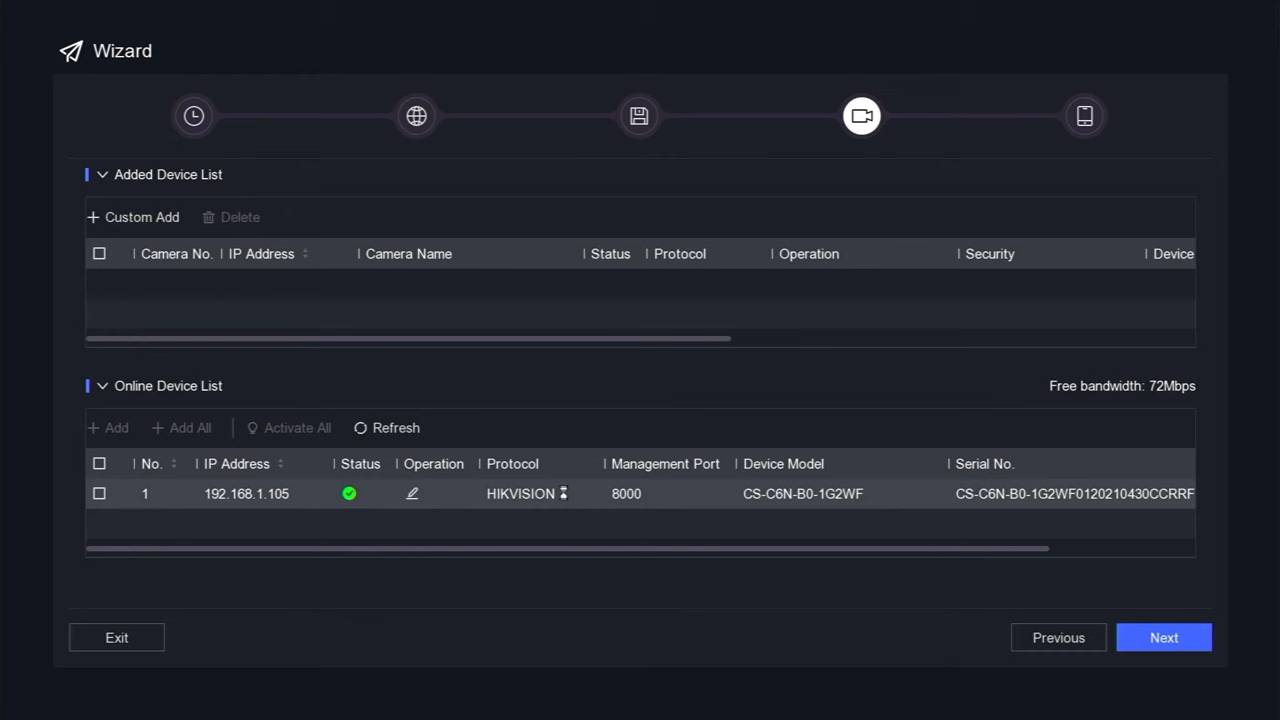 Wizard
Added Device List
Custom Add Delete
Camera No. IP Address Camera Name Status Protocol Operation Security Device
Online Device List Free bandwidth: 72Mbps
Add Add All Activate All Refresh
No. IP Address Status Operation Protocol Management Port Device Model Serial No.
1 192.168.1.105 HIKVISION 8000 CS-C6N-B0-1G2WF CS-C6N-B0-1G2WF0120210430CCRRF
Exit Previous Next